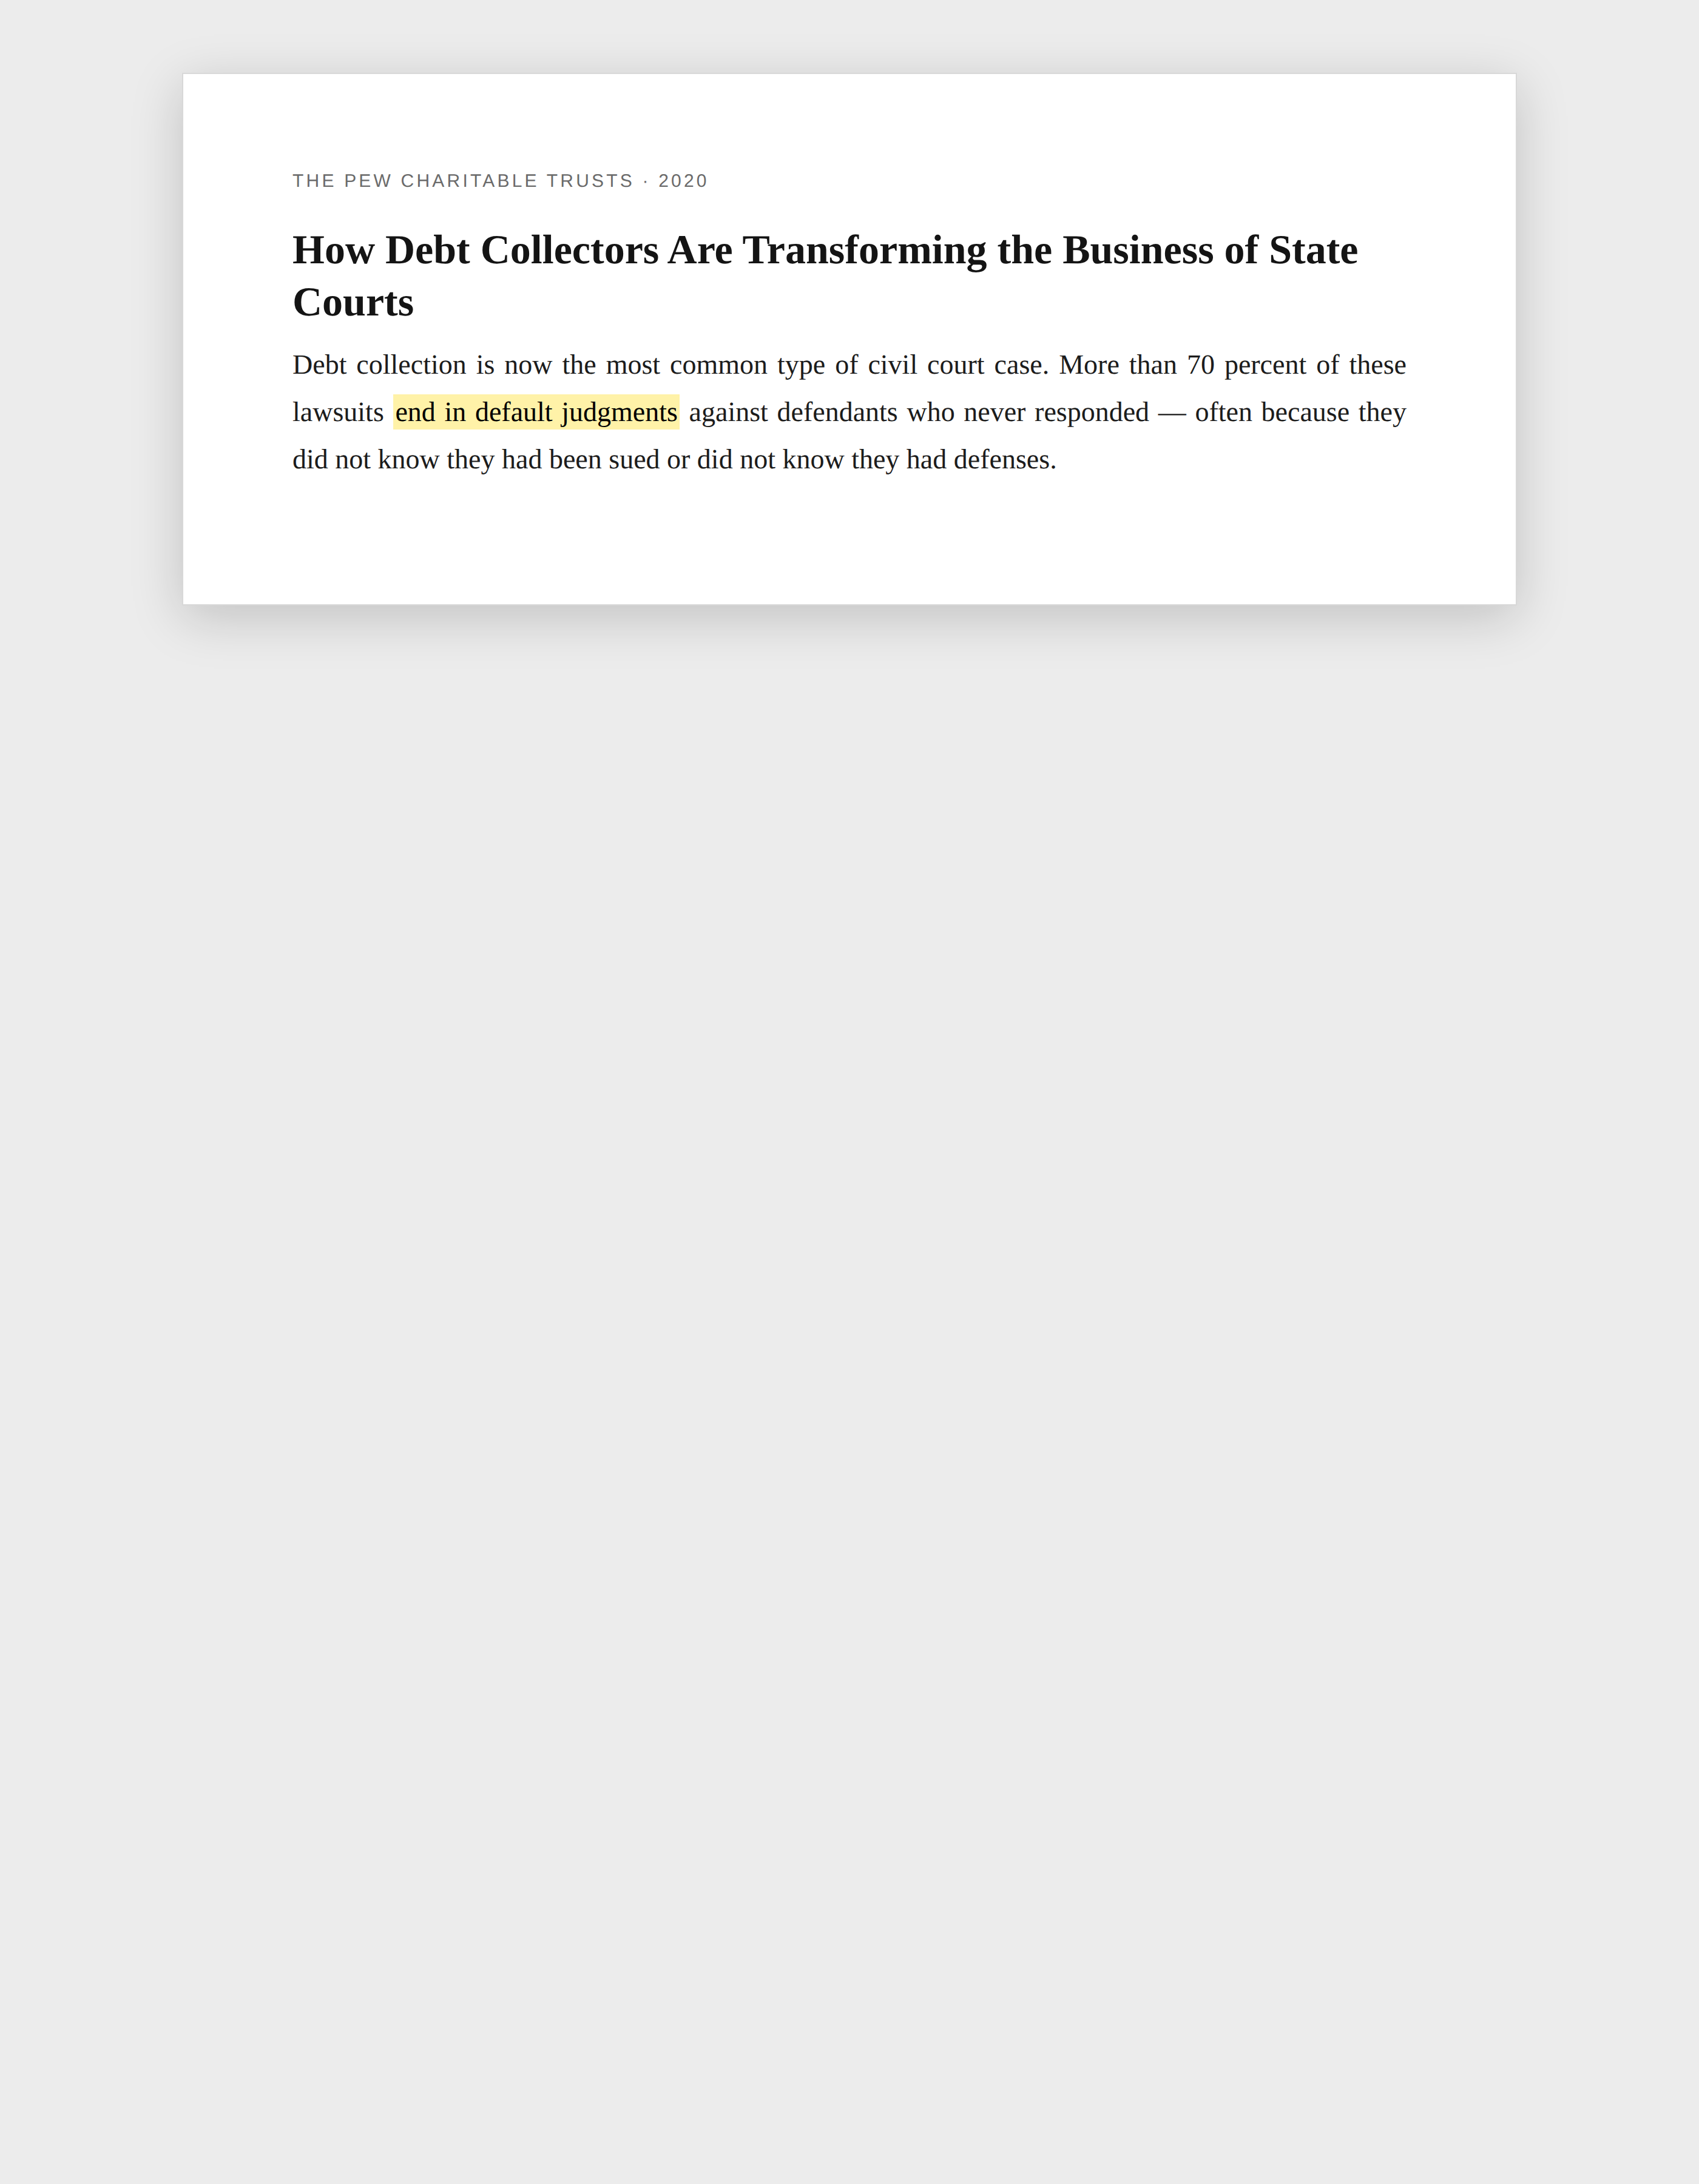 THE PEW CHARITABLE TRUSTS · 2020
How Debt Collectors Are Transforming the Business of State
Courts
Debt collection is now the most common type of civil court case. More than 70 percent of these
lawsuits end in default judgments against defendants who never responded — often because they
did not know they had been sued or did not know they had defenses.